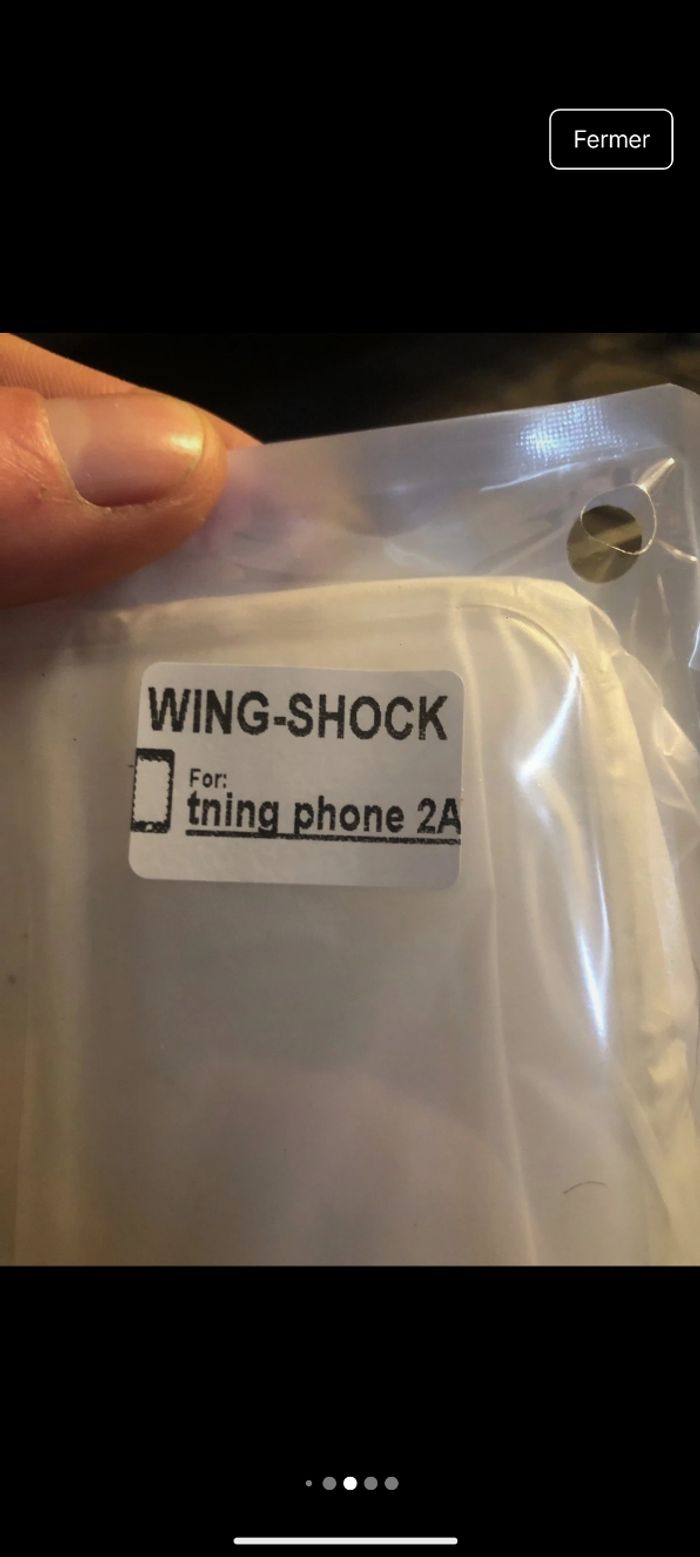 Fermer
WING-SHOCK
For:
tning phone 2A